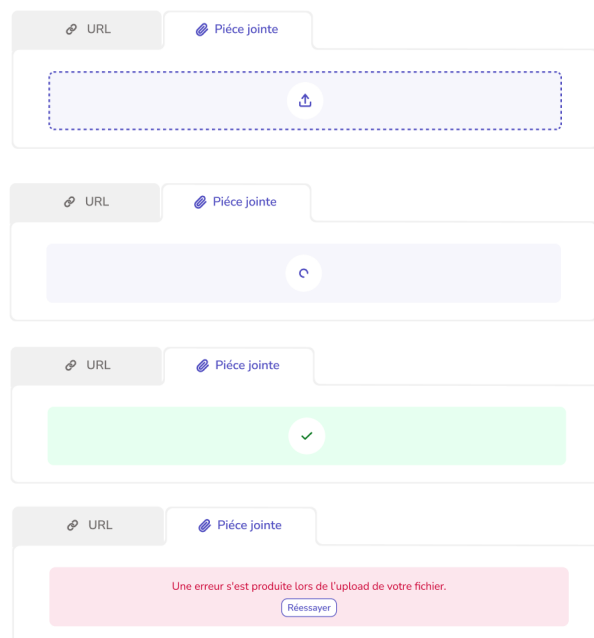 URL Piéce jointe
URL Piéce jointe
URL Piéce jointe
URL Piéce jointe
Une erreur s'est produite lors de l'upload de votre fichier.
Réessayer